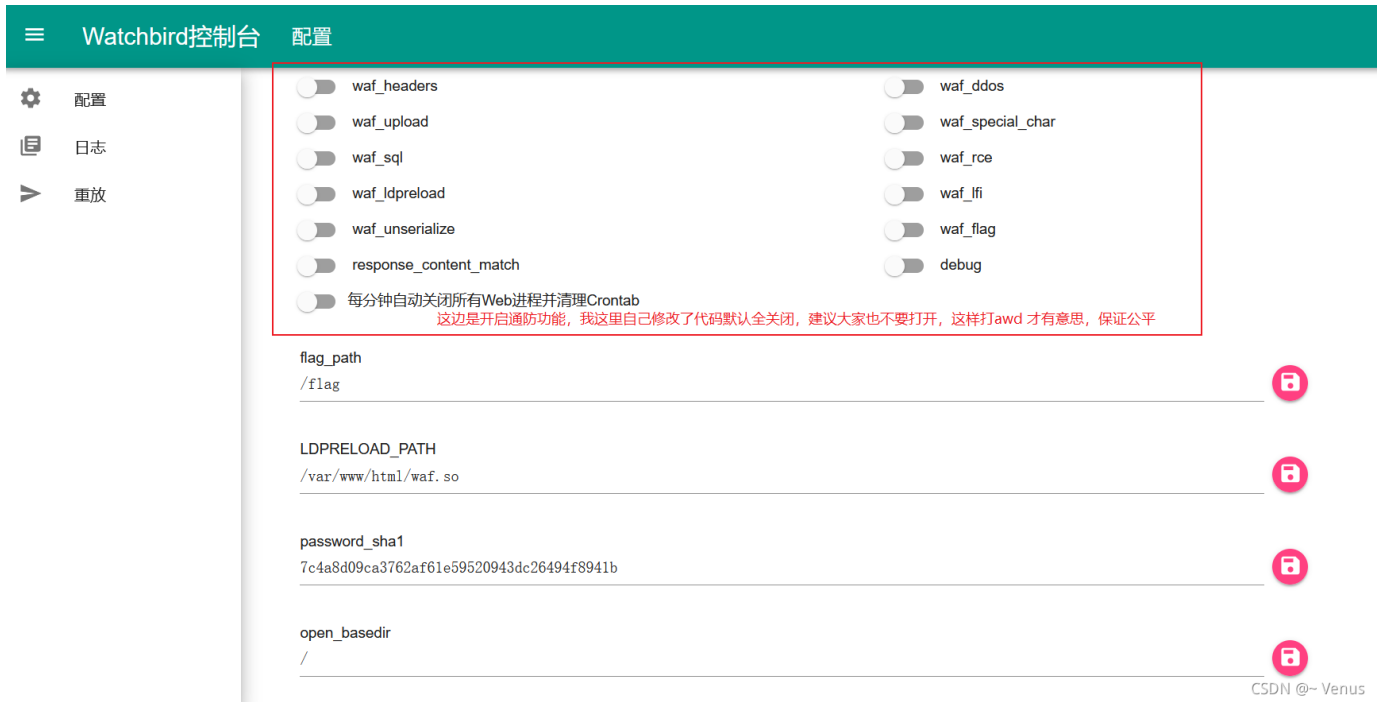 Watchbird控制台 配置
配置
日志
重放
waf_headers waf_ddos
waf_upload waf_special_char
waf_sql waf_rce
waf_ldpreload waf_lfi
waf_unserialize waf_flag
response_content_match debug
每分钟自动关闭所有Web进程并清理Crontab
这边是开启通防功能，我这里自己修改了代码默认全关闭，建议大家也不要打开，这样打awd 才有意思，保证公平
flag_path
/flag
LDPRELOAD_PATH
/var/www/html/waf.so
password_sha1
7c4a8d09ca3762af61e59520943dc26494f8941b
open_basedir
/
CSDN @~ Venus